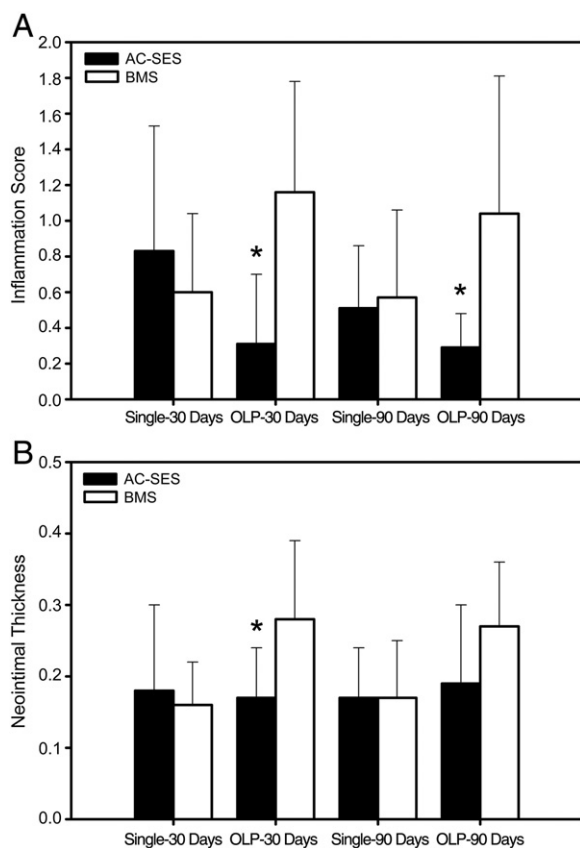 A
AC-SES
BMS
2.0
1.8
1.6
1.4
1.2
1.0
0.8
0.6
0.4
0.2
0.0
Inflammation Score
*
*
Single-30 Days OLP-30 Days Single-90 Days OLP-90 Days
B
AC-SES
BMS
0.5
0.4
0.3
0.2
0.1
0.0
Neointimal Thickness
*
Single-30 Days OLP-30 Days Single-90 Days OLP-90 Days